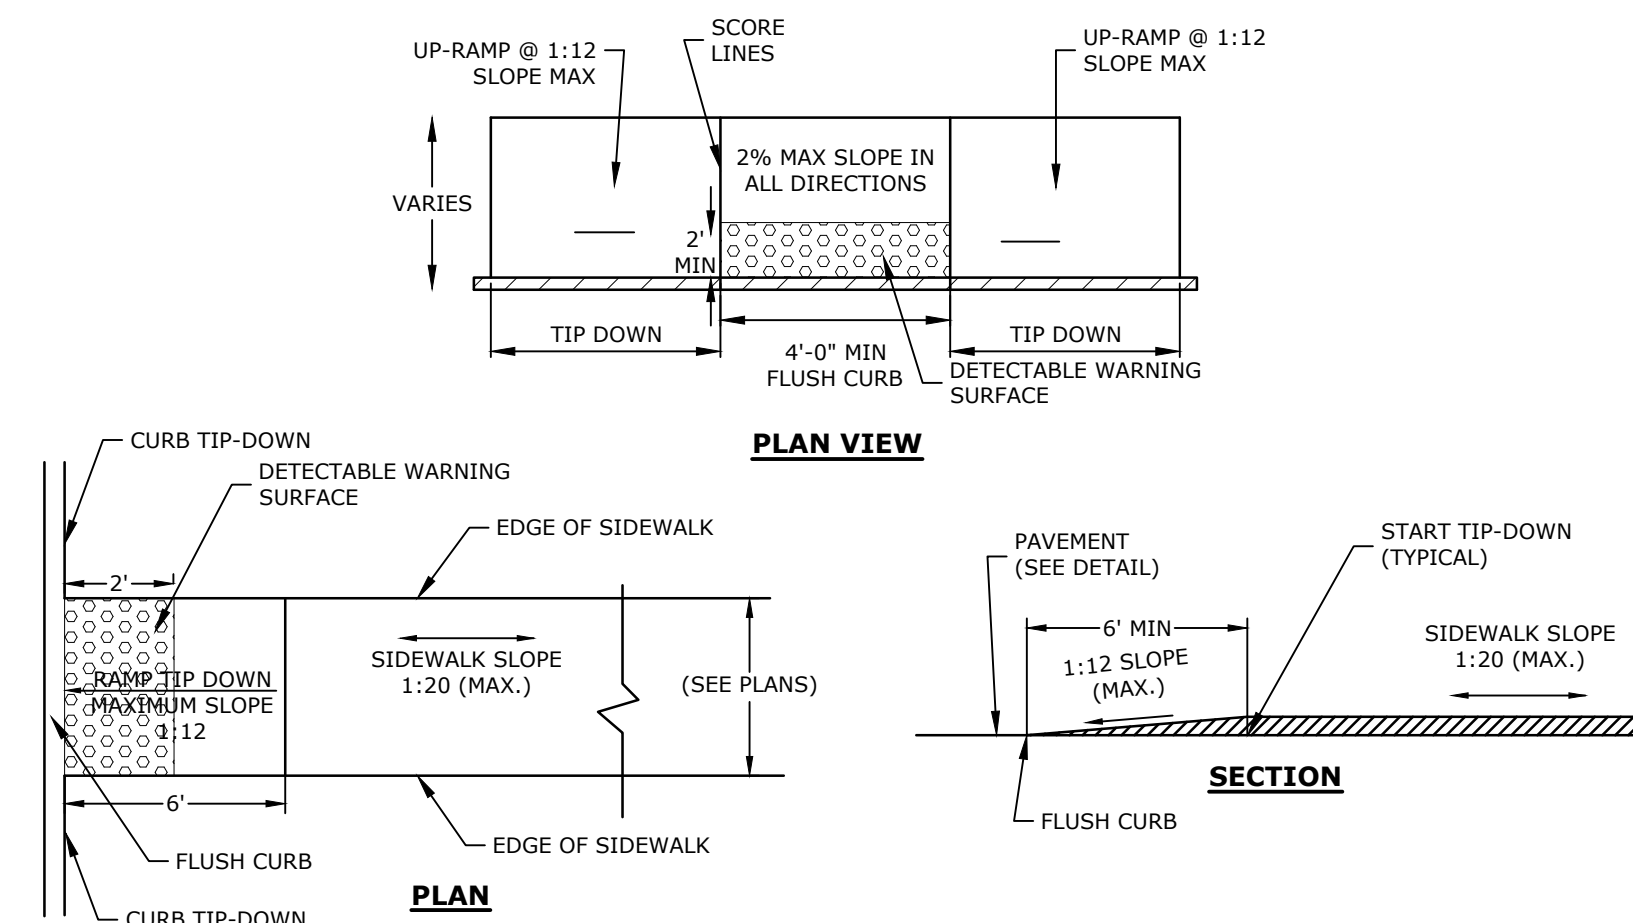 UP-RAMP @ 1:12
SLOPE MAX
SCORE
LINES
UP-RAMP @ 1:12
SLOPE MAX
VARIES
2% MAX SLOPE IN
ALL DIRECTIONS
2'
MIN
TIP DOWN
4'-0" MIN
FLUSH CURB
TIP DOWN
DETECTABLE WARNING
SURFACE
PLAN VIEW
CURB TIP-DOWN
DETECTABLE WARNING
SURFACE
EDGE OF SIDEWALK
2'
RAMP TIP DOWN
MAXIMUM SLOPE
1:12
SIDEWALK SLOPE
1:20 (MAX.)
(SEE PLANS)
6'
FLUSH CURB
EDGE OF SIDEWALK
CURB TIP-DOWN
PLAN
PAVEMENT
(SEE DETAIL)
START TIP-DOWN
(TYPICAL)
6' MIN
1:12 SLOPE
(MAX.)
SIDEWALK SLOPE
1:20 (MAX.)
SECTION
FLUSH CURB